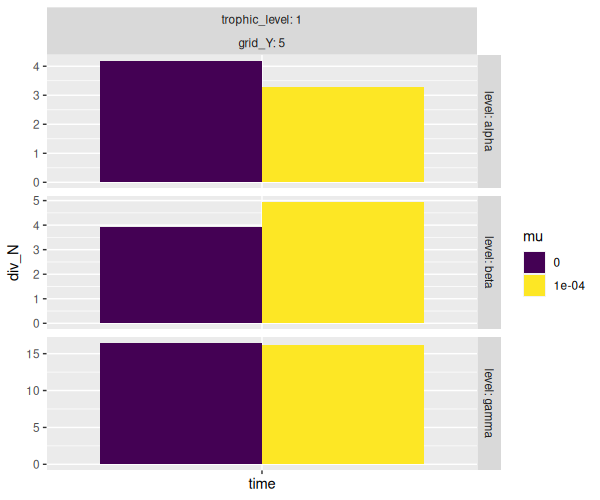 trophic_level: 1
grid_Y: 5
4
3
2
1
0
level: alpha
5
4
3
2
1
0
level: beta
15
10
5
0
level: gamma
div_N
time
mu
0
1e-04